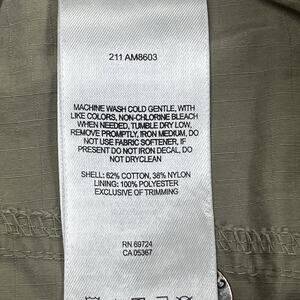 211 AM8603
MACHINE WASH COLD GENTLE, WITH
LIKE COLORS, NON-CHLORINE BLEACH
WHEN NEEDED, TUMBLE DRY LOW,
REMOVE PROMPTLY, IRON MEDIUM, DO
NOT USE FABRIC SOFTENER, IF
PRESENT DO NOT IRON DECAL, DO
NOT DRYCLEAN
SHELL: 62% COTTON, 38% NYLON
LINING: 100% POLYESTER
EXCLUSIVE OF TRIMMING
RN 69724
CA 05367